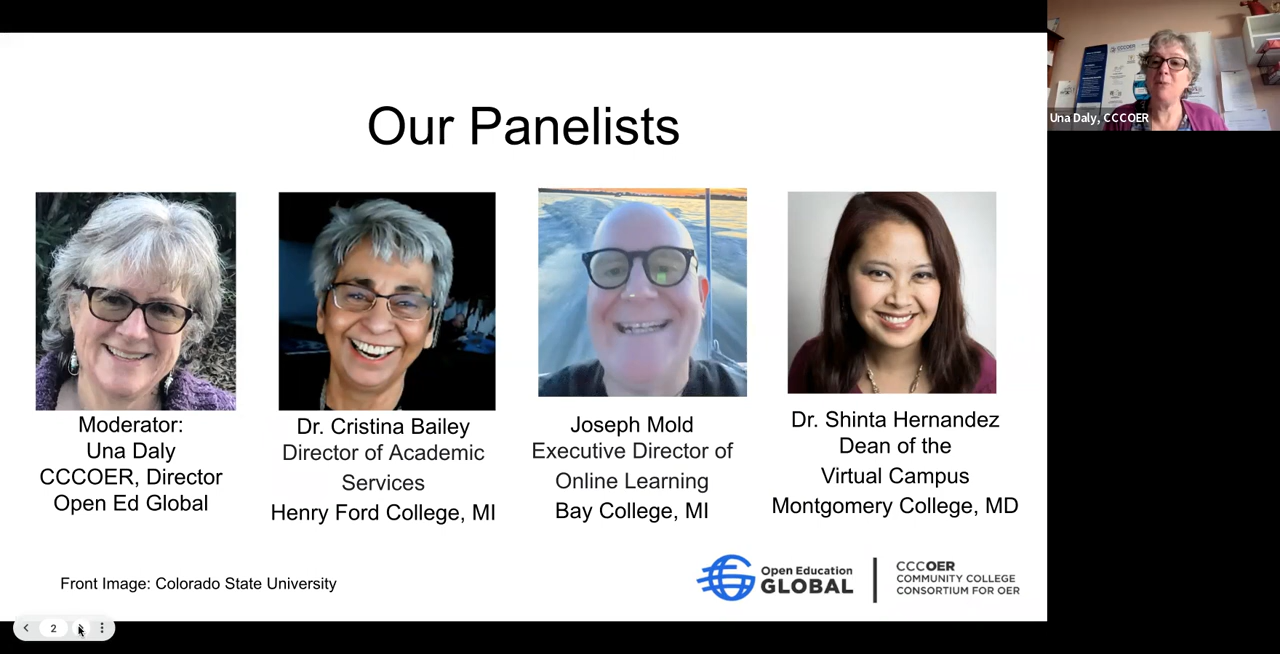 Our Panelists
Moderator:
Una Daly
CCCOER, Director
Open Ed Global
Dr. Cristina Bailey
Director of Academic
Services
Henry Ford College, MI
Joseph Mold
Executive Director of
Online Learning
Bay College, MI
Dr. Shinta Hernandez
Dean of the
Virtual Campus
Montgomery College, MD
Front Image: Colorado State University
Open Education
GLOBAL
CCCOER
COMMUNITY COLLEGE
CONSORTIUM FOR OER
2
CCCOER
Una Daly, CCCOER